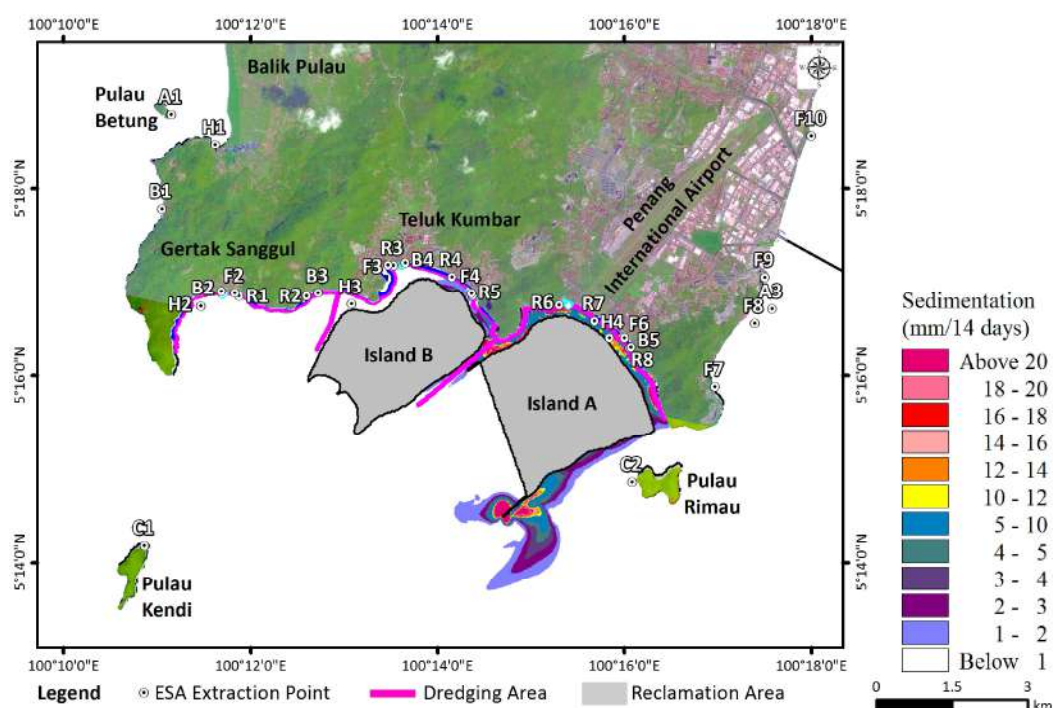 100°10'0"E 100°12'0"E 100°14'0"E 100°16'0"E 100°18'0"E
Balik Pulau
Pulau
Betung
A1
H1
F10
B1
5°18'0"N
5°18'0"N
Penang
International Airport
Teluk Kumbar
Gertak Sanggul
F9
A3
F8
F7
H2
B2
F2
R1
R2
B3
H3
F3
R3
B4
R4
F4
R5
R6
R7
H4
F6
B5
R8
Island B
Island A
5°16'0"N
5°16'0"N
C2
Pulau
Rimau
C1
Pulau
Kendi
5°14'0"N
5°14'0"N
100°10'0"E 100°12'0"E 100°14'0"E 100°16'0"E 100°18'0"E
Sedimentation
(mm/14 days)
Above 20
18 - 20
16 - 18
14 - 16
12 - 14
10 - 12
5 - 10
4 - 5
3 - 4
2 - 3
1 - 2
Below 1
0 1.5 3
km
Legend ESA Extraction Point Dredging Area Reclamation Area